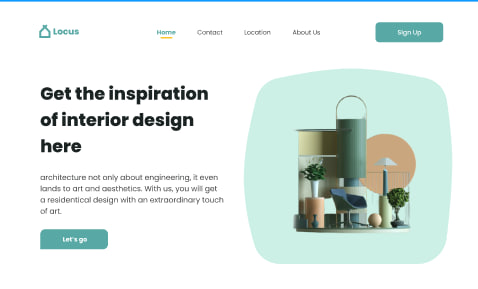 Locus
Home Contact Location About Us Sign Up
Get the inspiration
of interior design
here
architecture not only about engineering, it even
lands to art and aesthetics. With us, you will get
a residentical design with an extraordinary touch
of art.
Let's go